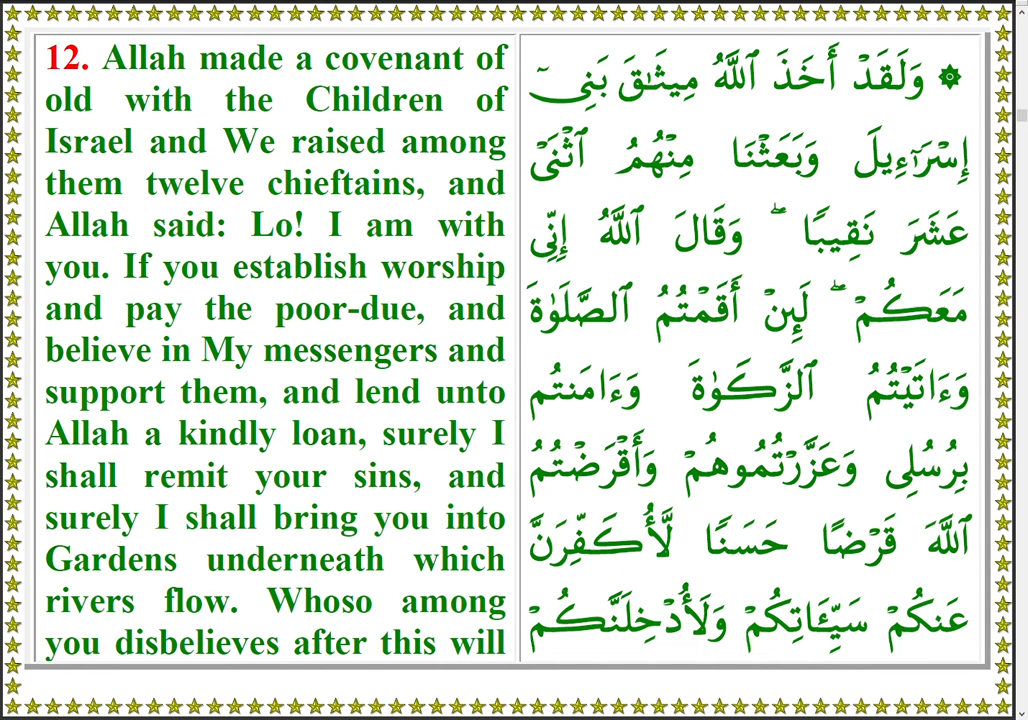 12. Allah made a covenant of
old with the Children of
Israel and We raised among
them twelve chieftains, and
Allah said: Lo! I am with
you. If you establish worship
and pay the poor-due, and
believe in My messengers and
support them, and lend unto
Allah a kindly loan, surely I
shall remit your sins, and
surely I shall bring you into
Gardens underneath which
rivers flow. Whoso among
you disbelieves after this will
۞ وَلَقَدْ أَخَذَ ٱللَّهُ مِيثَـٰقَ بَنِىٓ
إِسْرَٰٓءِيلَ وَبَعَثْنَا مِنْهُمُ ٱثْنَىْ
عَشَرَ نَقِيبًا ۖ وَقَالَ ٱللَّهُ إِنِّى
مَعَكُمْ ۖ لَئِنْ أَقَمْتُمُ ٱلصَّلَوٰةَ
وَءَاتَيْتُمُ ٱلزَّكَوٰةَ وَءَامَنتُم
بِرُسُلِى وَعَزَّرْتُمُوهُمْ وَأَقْرَضْتُمُ
ٱللَّهَ قَرْضًا حَسَنًا لَّأُكَفِّرَنَّ
عَنكُمْ سَيِّـَٔاتِكُمْ وَلَأُدْخِلَنَّكُمْ